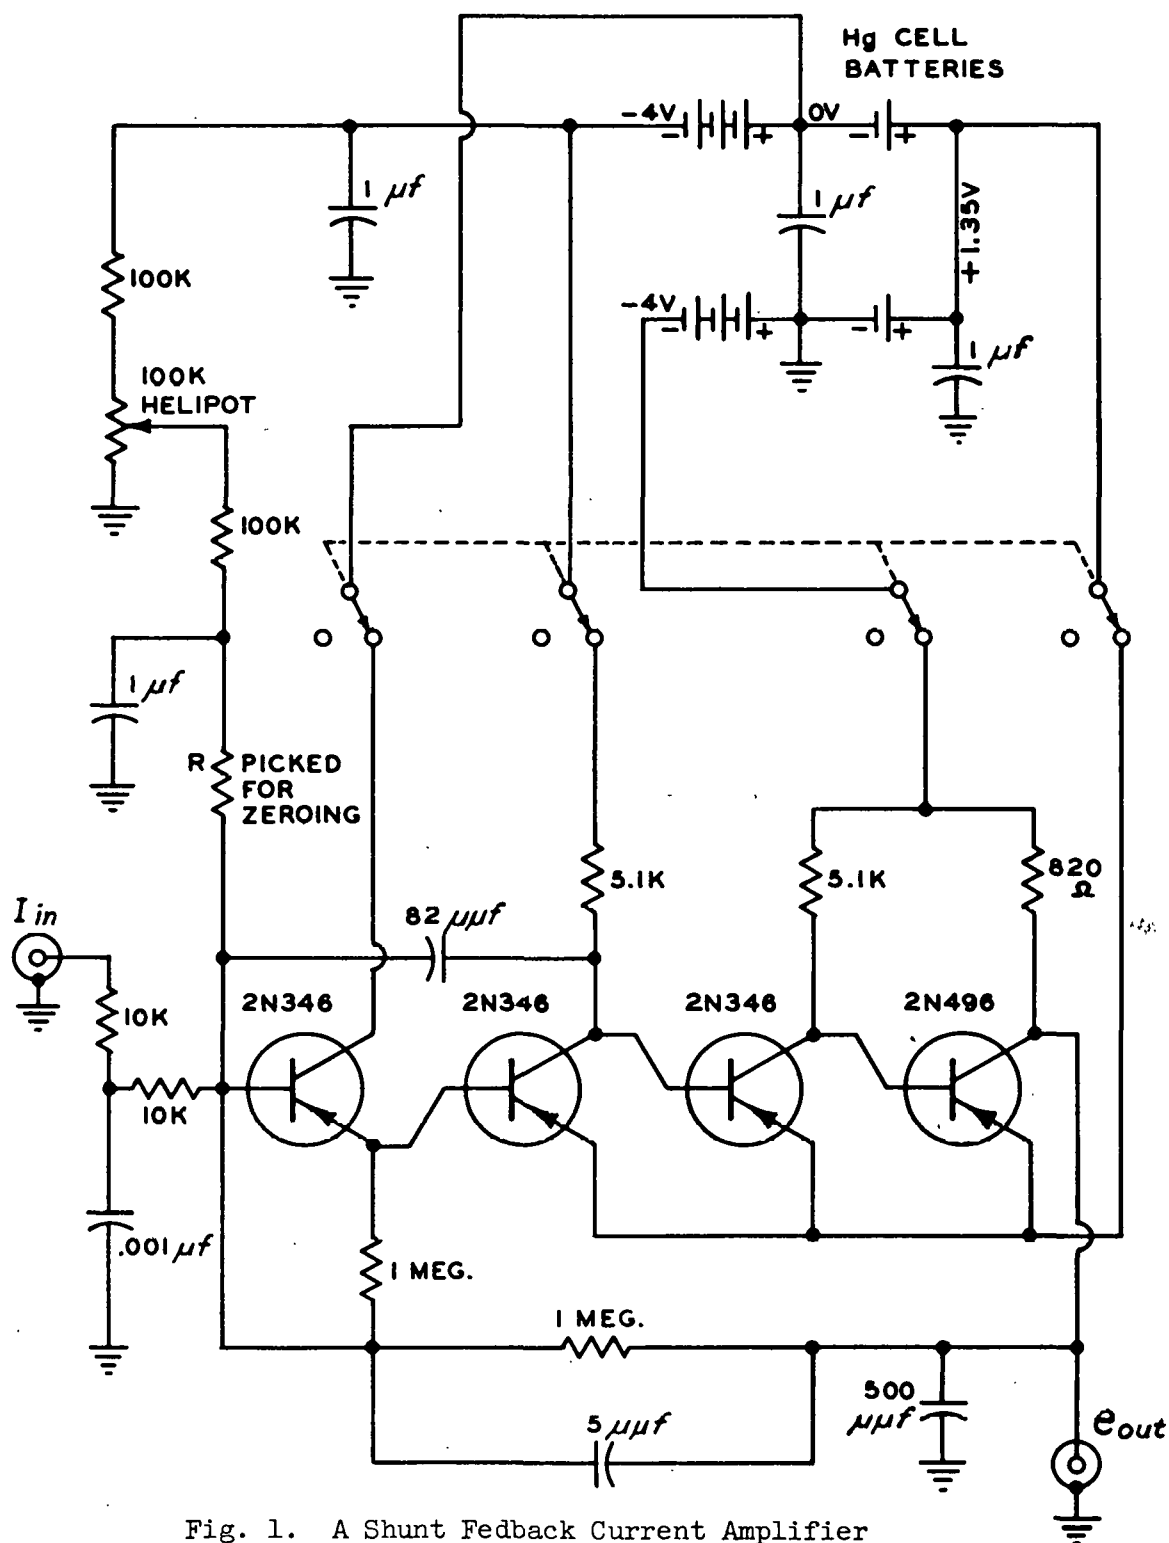 Hg CELL
BATTERIES
-4V
0V
- +
- +
1 µf
1 µf
+1.35V
100K
-4V
- +
- +
1 µf
100K
HELIPOT
100K
1 µf
R PICKED
FOR
ZEROING
5.1K
5.1K
820
Ω
I in
82 µµf
10K
2N346
2N346
2N346
2N496
10K
.001 µf
1 MEG.
1 MEG.
500
µµf
5 µµf
e out
Fig. 1. A Shunt Fedback Current Amplifier